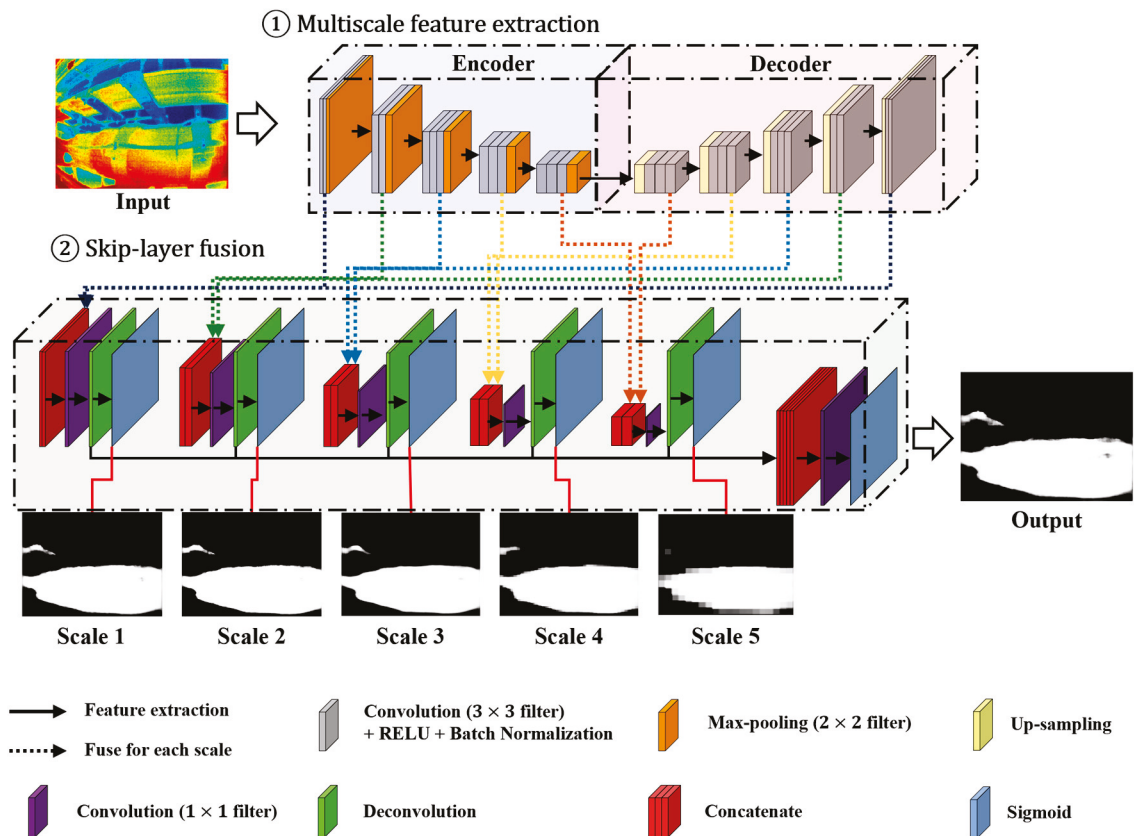 ① Multiscale feature extraction
Encoder
Decoder
Input
② Skip-layer fusion
Output
Scale 1
Scale 2
Scale 3
Scale 4
Scale 5
Feature extraction
Fuse for each scale
Convolution (3 × 3 filter)
+ RELU + Batch Normalization
Max-pooling (2 × 2 filter)
Up-sampling
Convolution (1 × 1 filter)
Deconvolution
Concatenate
Sigmoid